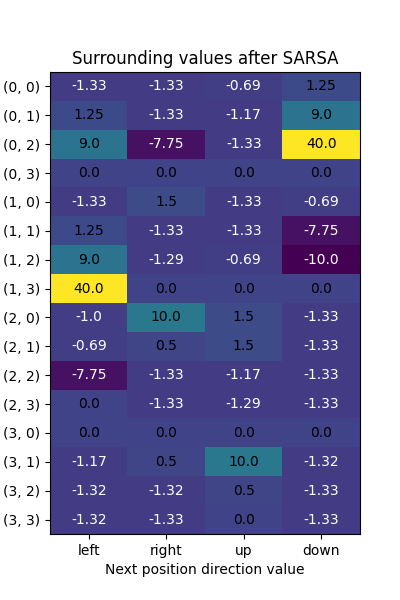 Surrounding values after SARSA
(0, 0) -1.33 -1.33 -0.69 1.25
(0, 1) 1.25 -1.33 -1.17 9.0
(0, 2) 9.0 -7.75 -1.33 40.0
(0, 3) 0.0 0.0 0.0 0.0
(1, 0) -1.33 1.5 -1.33 -0.69
(1, 1) 1.25 -1.33 -1.33 -7.75
(1, 2) 9.0 -1.29 -0.69 -10.0
(1, 3) 40.0 0.0 0.0 0.0
(2, 0) -1.0 10.0 1.5 -1.33
(2, 1) -0.69 0.5 1.5 -1.33
(2, 2) -7.75 -1.33 -1.17 -1.33
(2, 3) 0.0 -1.33 -1.29 -1.33
(3, 0) 0.0 0.0 0.0 0.0
(3, 1) -1.17 0.5 10.0 -1.32
(3, 2) -1.32 -1.32 0.5 -1.33
(3, 3) -1.32 -1.33 0.0 -1.33
left right up down
Next position direction value